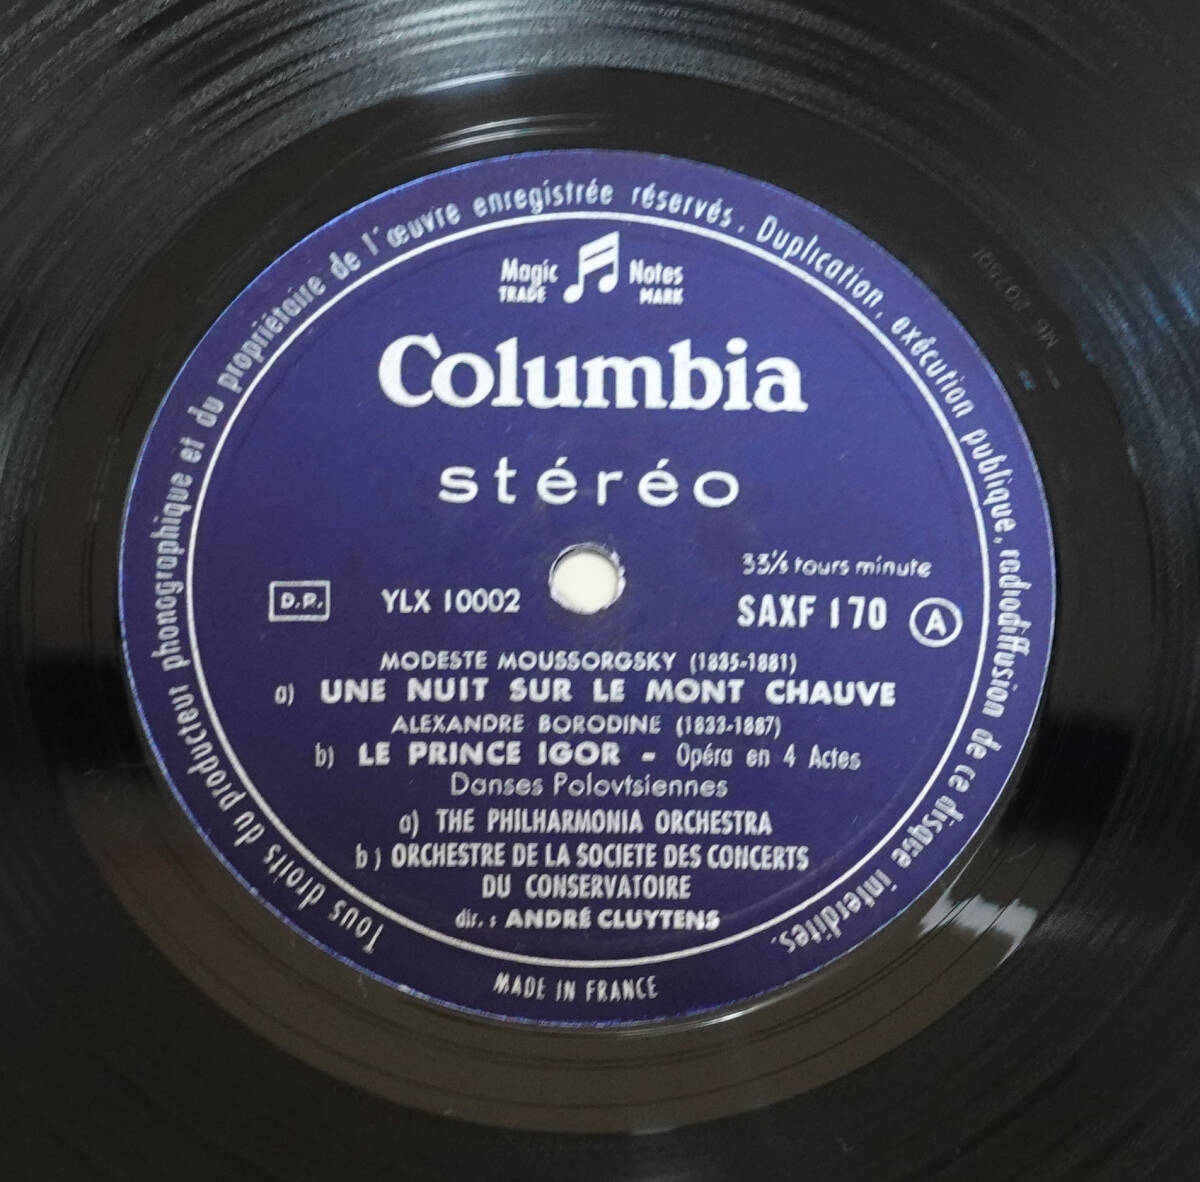 Tous droits du producteur phonographique et du propriétaire de l'œuvre enregistrée réservés. Duplication, exécution publique, radiodiffusion de ce disque interdites.
Magic Notes
TRADE MARK
Columbia
stéréo
33⅓ tours minute
D.P. YLX 10002 SAXF 170 A
MODESTE MOUSSORGSKY (1835-1881)
a) UNE NUIT SUR LE MONT CHAUVE
ALEXANDRE BORODINE (1833-1887)
b) LE PRINCE IGOR - Opéra en 4 Actes
Danses Polovtsiennes
a) THE PHILHARMONIA ORCHESTRA
b) ORCHESTRE DE LA SOCIETE DES CONCERTS
DU CONSERVATOIRE
dir. : ANDRÉ CLUYTENS
MADE IN FRANCE